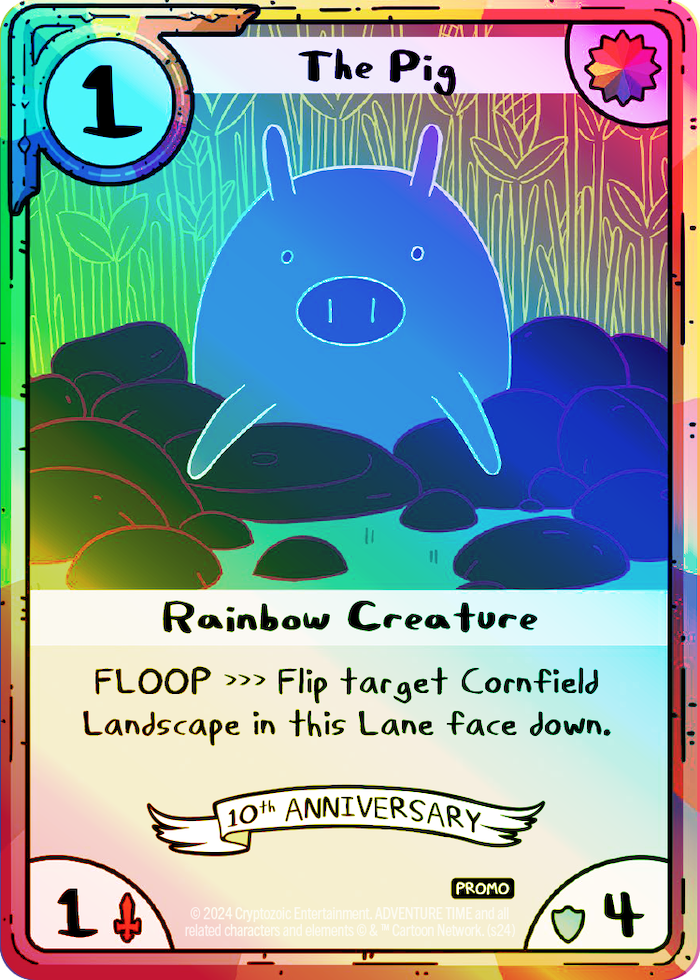 1
The Pig
Rainbow Creature
FLOOP >>> Flip target Cornfield
Landscape in this Lane face down.
10th ANNIVERSARY
PROMO
1
4
© 2024 Cryptozoic Entertainment. ADVENTURE TIME and all
related characters and elements © & ™ Cartoon Network. (s24)